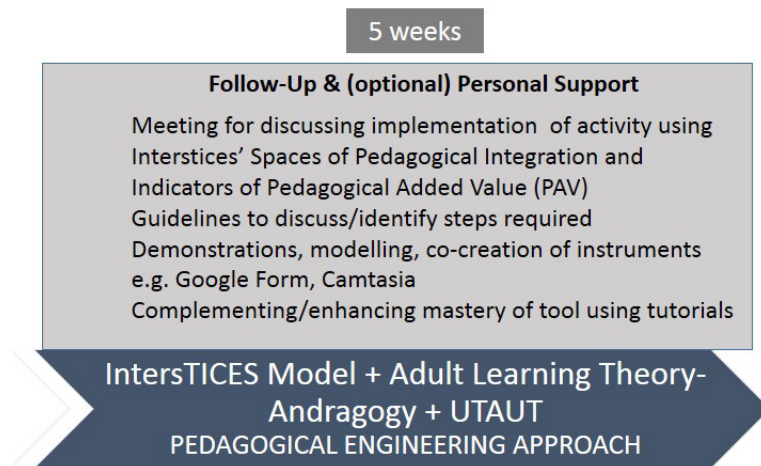 5 weeks
Follow-Up & (optional) Personal Support
Meeting for discussing implementation of activity using
Interstices' Spaces of Pedagogical Integration and
Indicators of Pedagogical Added Value (PAV)
Guidelines to discuss/identify steps required
Demonstrations, modelling, co-creation of instruments
e.g. Google Form, Camtasia
Complementing/enhancing mastery of tool using tutorials
IntersTICES Model + Adult Learning Theory-
Andragogy + UTAUT
PEDAGOGICAL ENGINEERING APPROACH